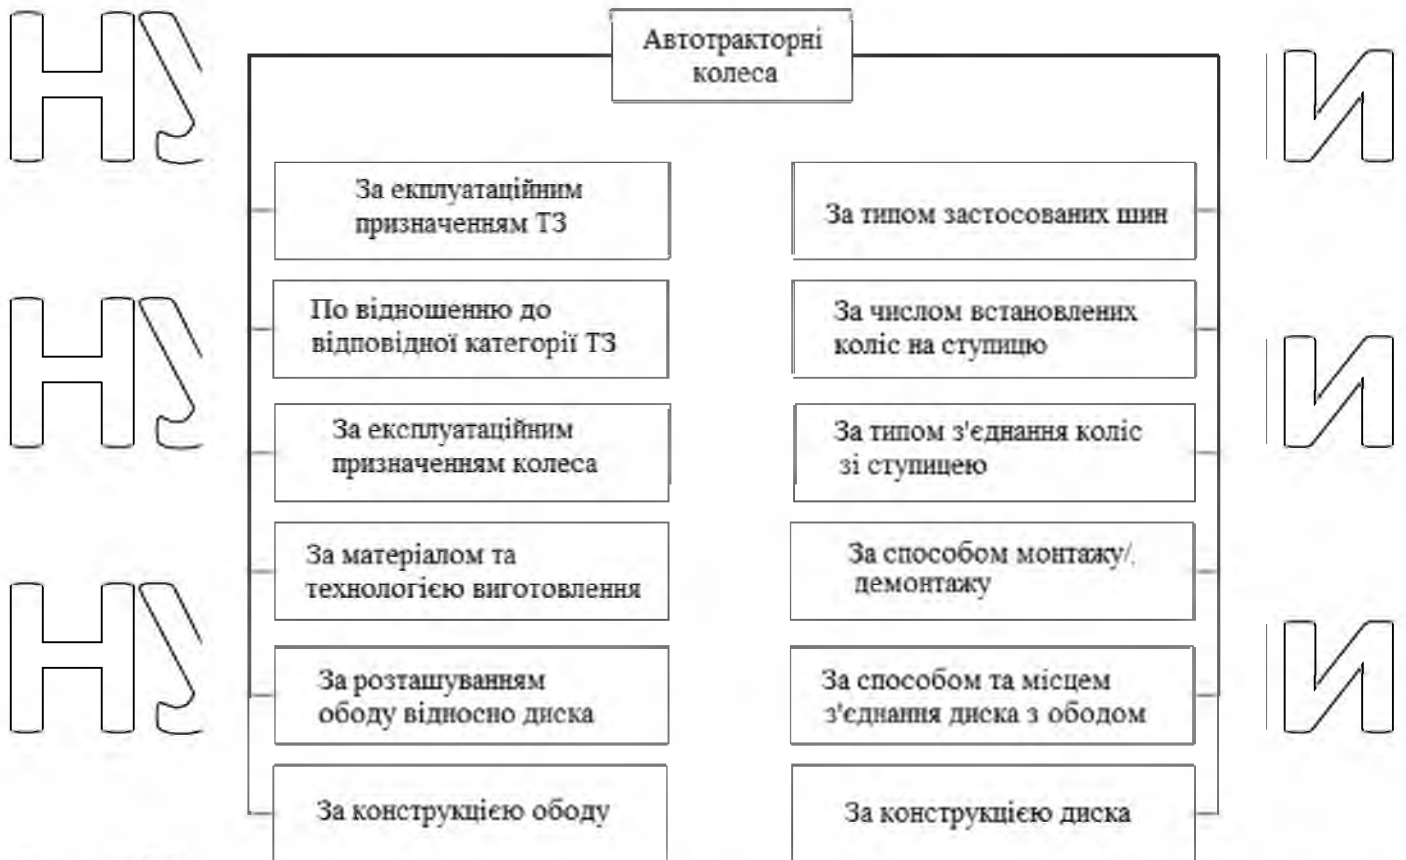 Автотракторні
колеса
За екплуатаційним
призначенням ТЗ
По відношенню до
відповідної категорії ТЗ
За експлуатаційним
призначенням колеса
За матеріалом та
технологією виготовлення
За розташуванням
ободу відносно диска
За конструкцією ободу
За типом застосованих шин
За числом встановлених
коліс на ступицю
За типом з'єднання коліс
зі ступицею
За способом монтажу/
демонтажу
За способом та місцем
з'єднання диска з ободом
За конструкцією диска
НУ
И
НУ
И
НУ
И